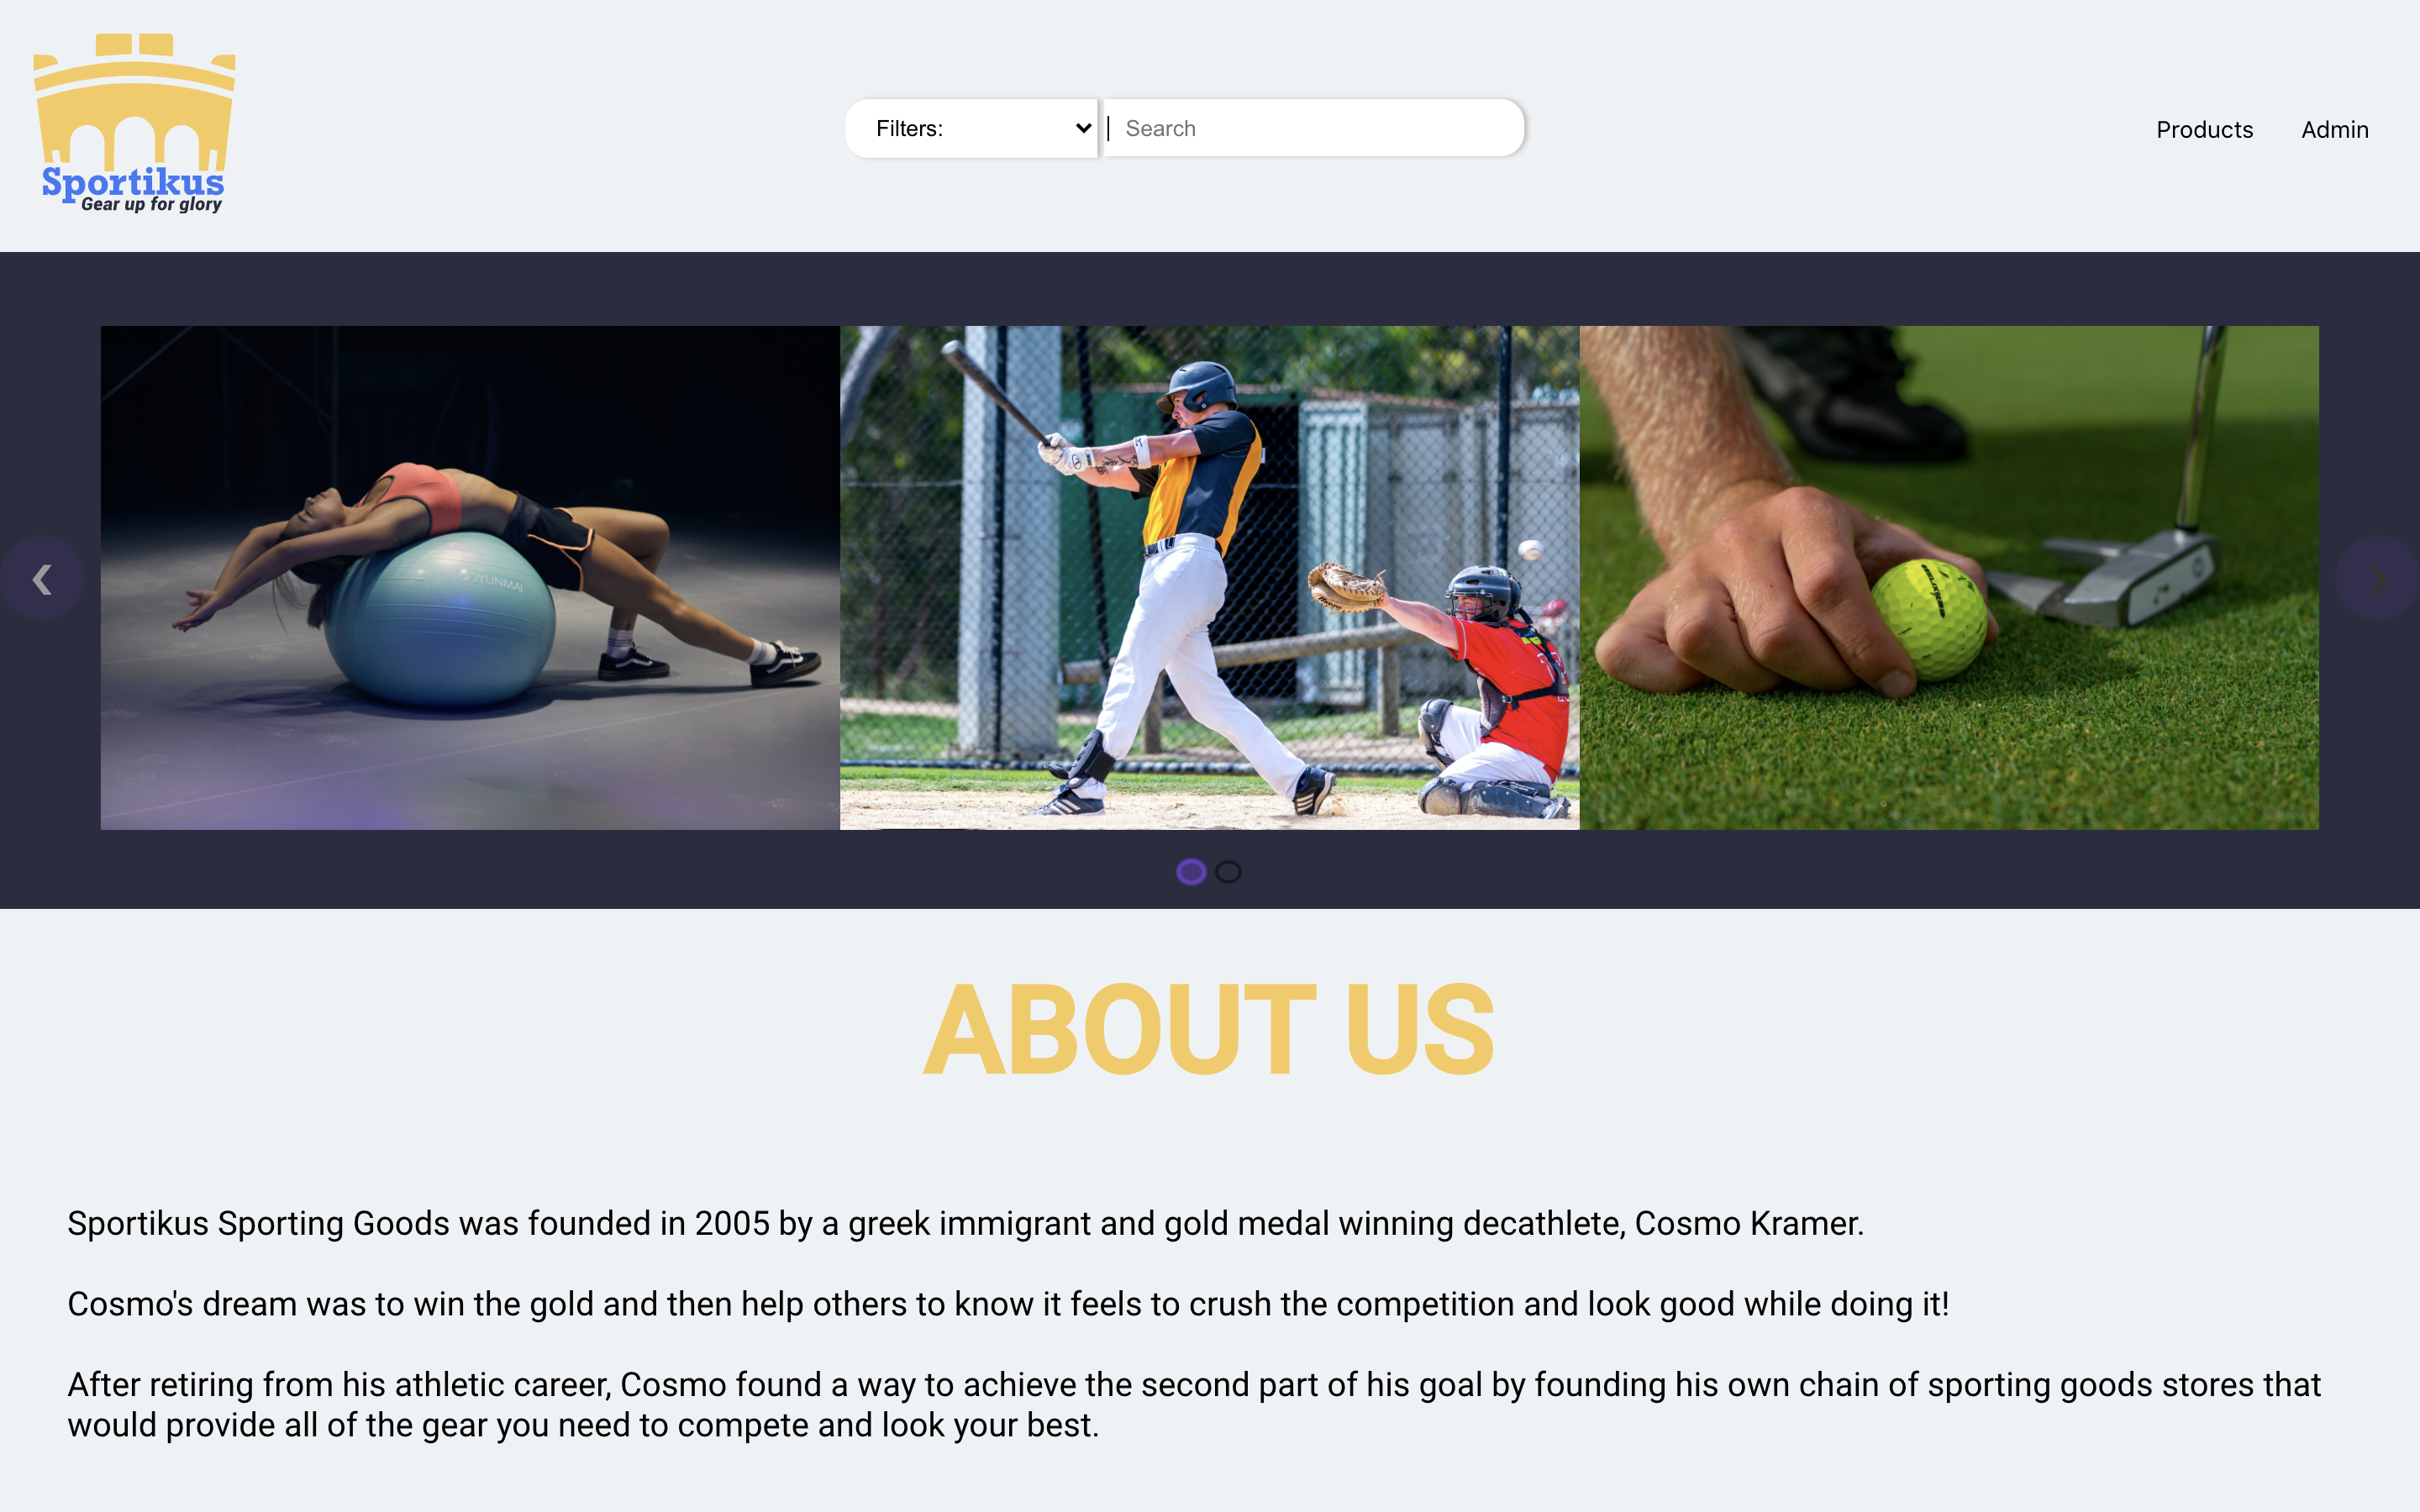 Sportikus
Gear up for glory
Filters:
Search
Products
Admin
YUNMAI
ABOUT US
Sportikus Sporting Goods was founded in 2005 by a greek immigrant and gold medal winning decathlete, Cosmo Kramer.
Cosmo's dream was to win the gold and then help others to know it feels to crush the competition and look good while doing it!
After retiring from his athletic career, Cosmo found a way to achieve the second part of his goal by founding his own chain of sporting goods stores that
would provide all of the gear you need to compete and look your best.